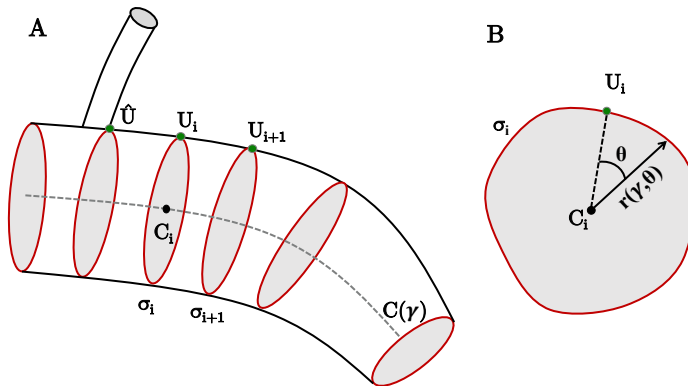 A
B
Û
U_i
U_{i+1}
C_i
σ_i
σ_{i+1}
C(γ)
U_i
σ_i
θ
r(γ,θ)
C_i